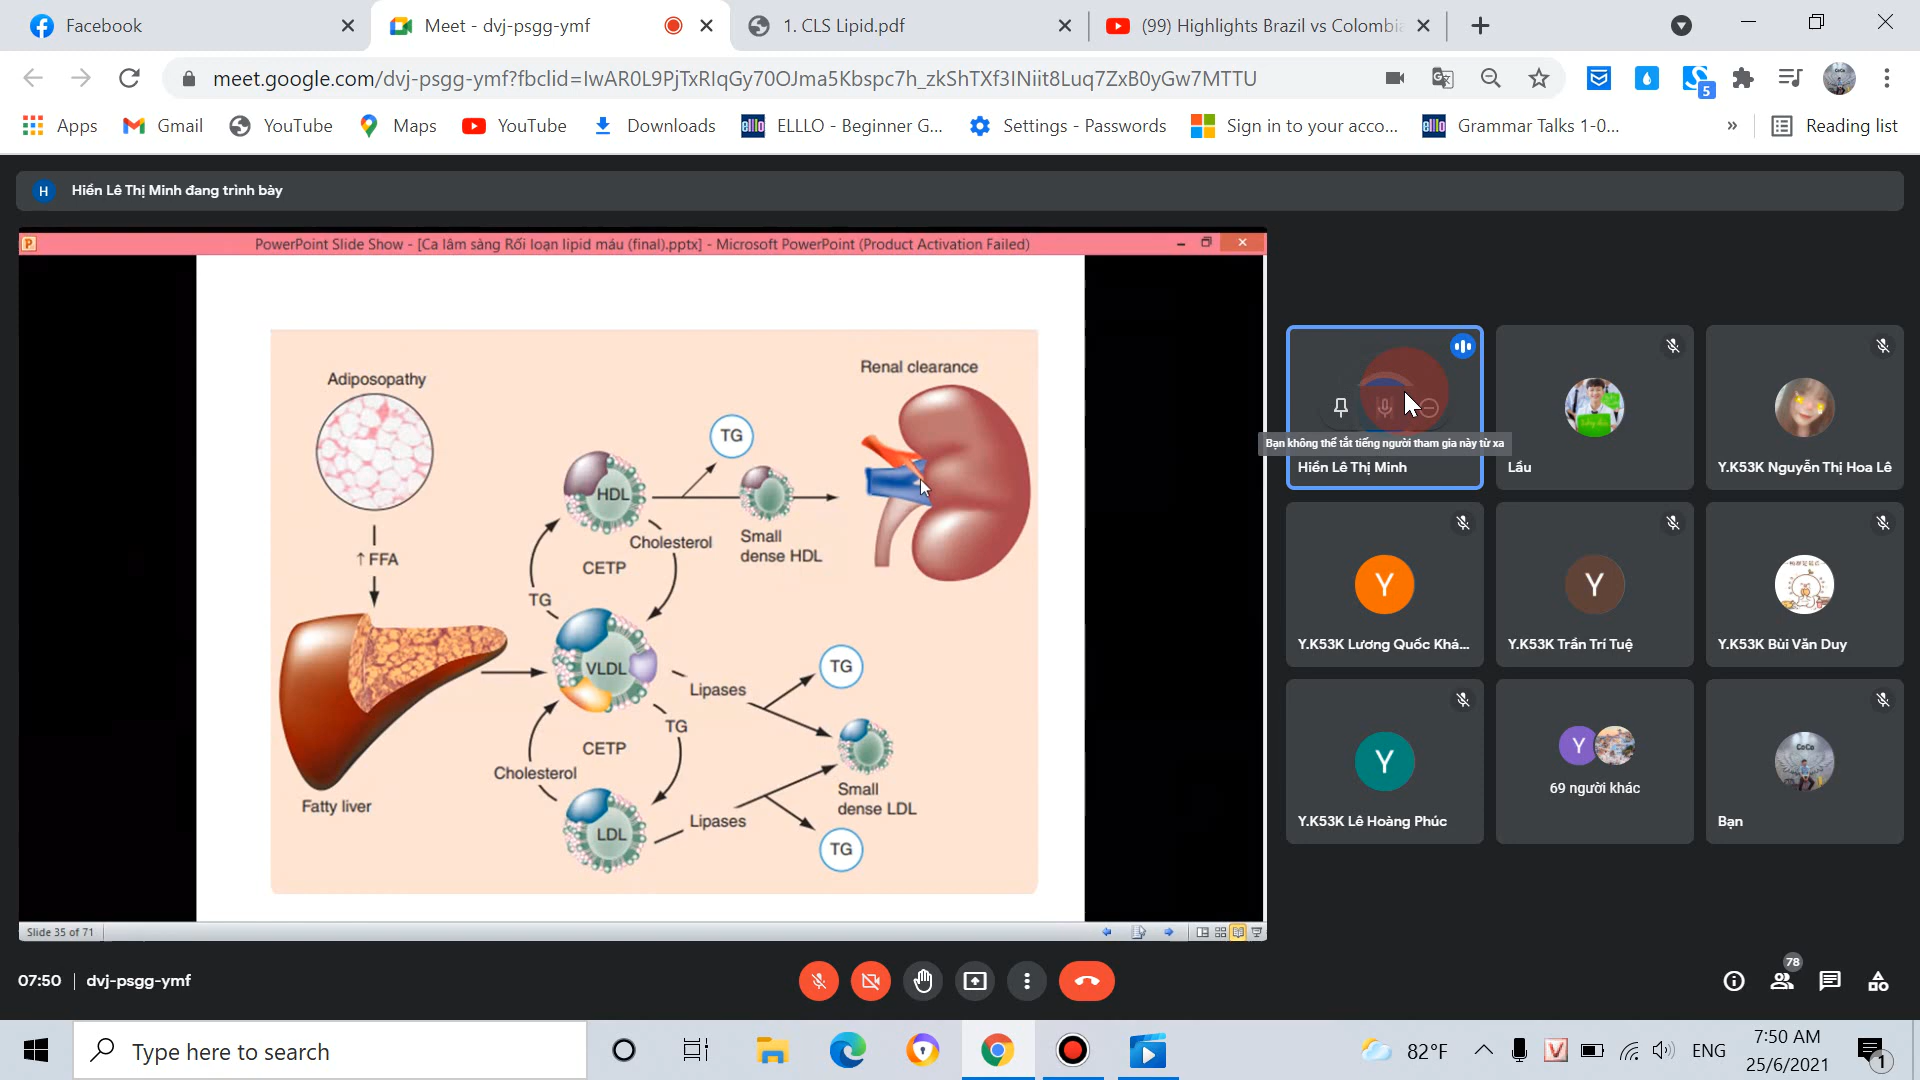 Facebook
Meet - dvj-psgg-ymf
1. CLS Lipid.pdf
(99) Highlights Brazil vs Colombia
meet.google.com/dvj-psgg-ymf?fbclid=IwAR0L9PjTxRIqGy70OJma5Kbspc7h_zkShTXf3INiit8Luq7ZxB0yGw7MTTU
5
Apps
Gmail
YouTube
Maps
YouTube
Downloads
ELLLO - Beginner G...
Settings - Passwords
Sign in to your acco...
Grammar Talks 1-0...
»
Reading list
H
Hiển Lê Thị Minh đang trình bày
PowerPoint Slide Show - [Ca lâm sàng Rối loạn lipid máu (final).pptx] - Microsoft PowerPoint (Product Activation Failed)
Adiposopathy
Renal clearance
TG
HDL
Cholesterol
Small
dense HDL
↑ FFA
CETP
TG
VLDL
Lipases
TG
TG
CETP
Cholesterol
Small
dense LDL
Fatty liver
LDL
Lipases
TG
Slide 35 of 71
Bạn không thể tắt tiếng người tham gia này từ xa
Hiển Lê Thị Minh
Lầu
Y.K53K Nguyễn Thị Hoa Lê
Y
Y.K53K Lương Quốc Khá...
Y
Y.K53K Trần Trí Tuệ
Y.K53K Bùi Văn Duy
Y
Y.K53K Lê Hoàng Phúc
Y
69 người khác
CoCo
Bạn
07:50 | dvj-psgg-ymf
78
Type here to search
82°F
ENG
7:50 AM
25/6/2021
1